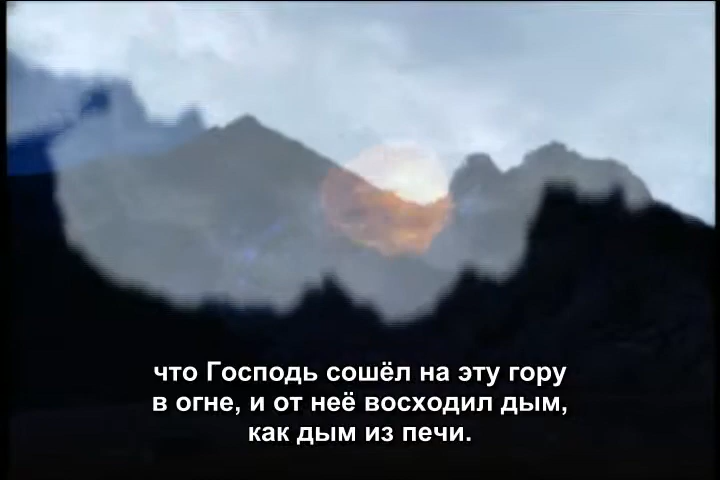 что Господь сошёл на эту гору
в огне, и от неё восходил дым,
как дым из печи.